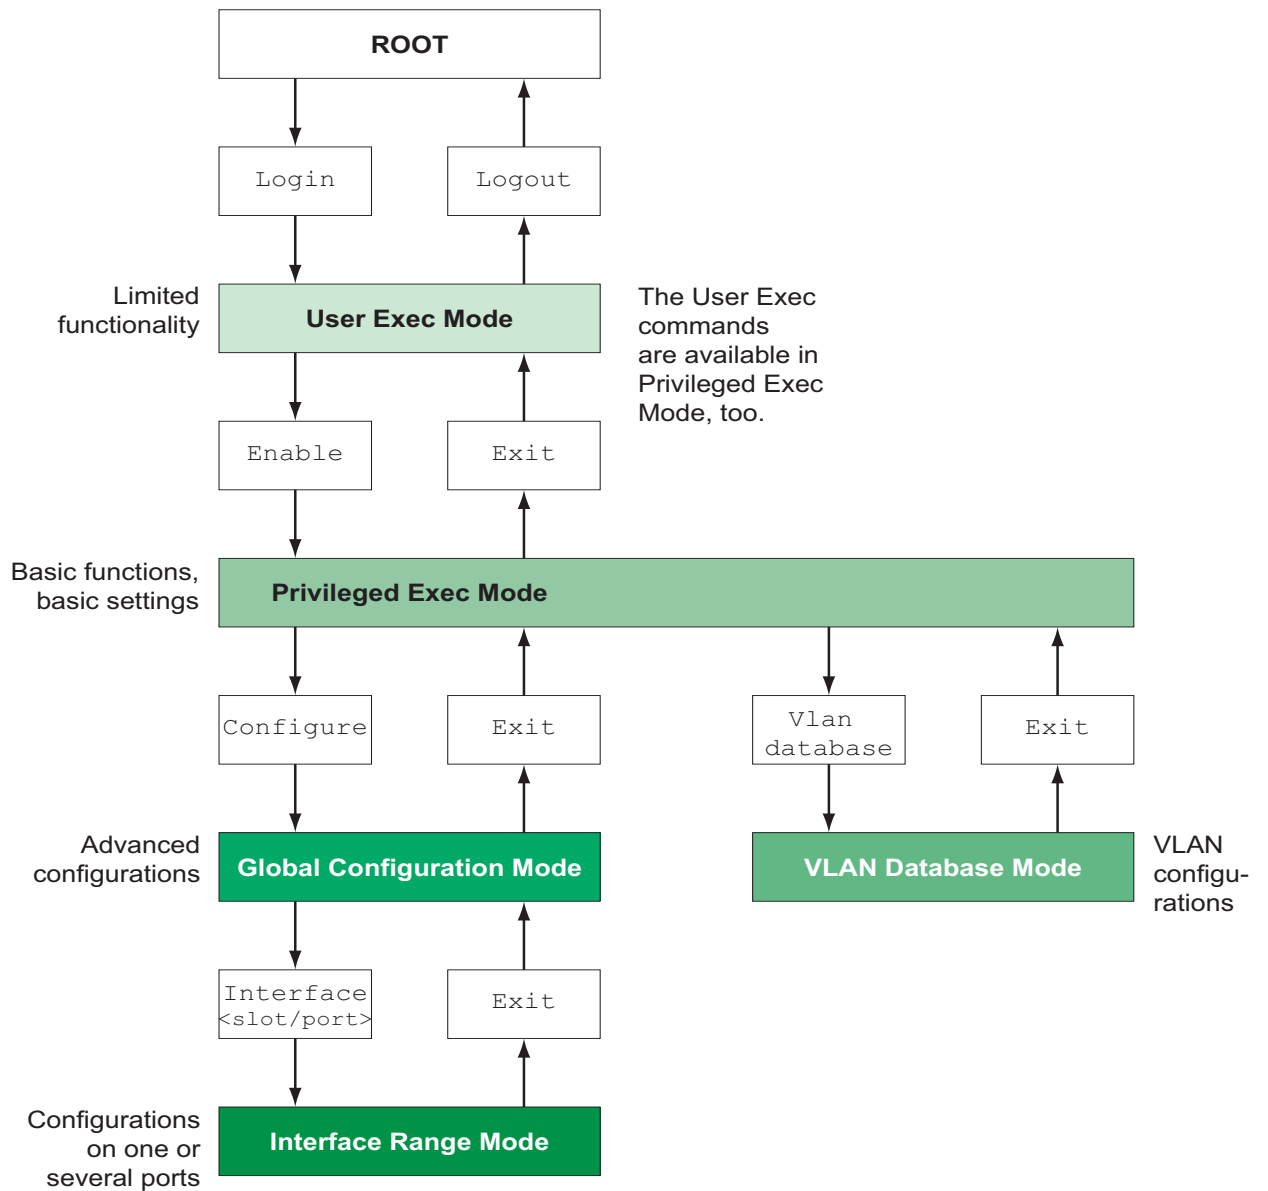 ROOT
Login
Logout
Limited
functionality
User Exec Mode
The User Exec
commands
are available in
Privileged Exec
Mode, too.
Enable
Exit
Basic functions,
basic settings
Privileged Exec Mode
Configure
Exit
Vlan
database
Exit
Advanced
configurations
Global Configuration Mode
VLAN Database Mode
VLAN
configu-
rations
Interface
<slot/port>
Exit
Configurations
on one or
several ports
Interface Range Mode